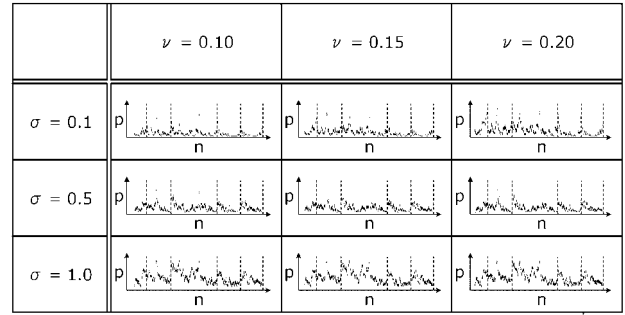 ν = 0.10 ν = 0.15 ν = 0.20
σ = 0.1
p p p
n n n
σ = 0.5
p p p
n n n
σ = 1.0
p p p
n n n